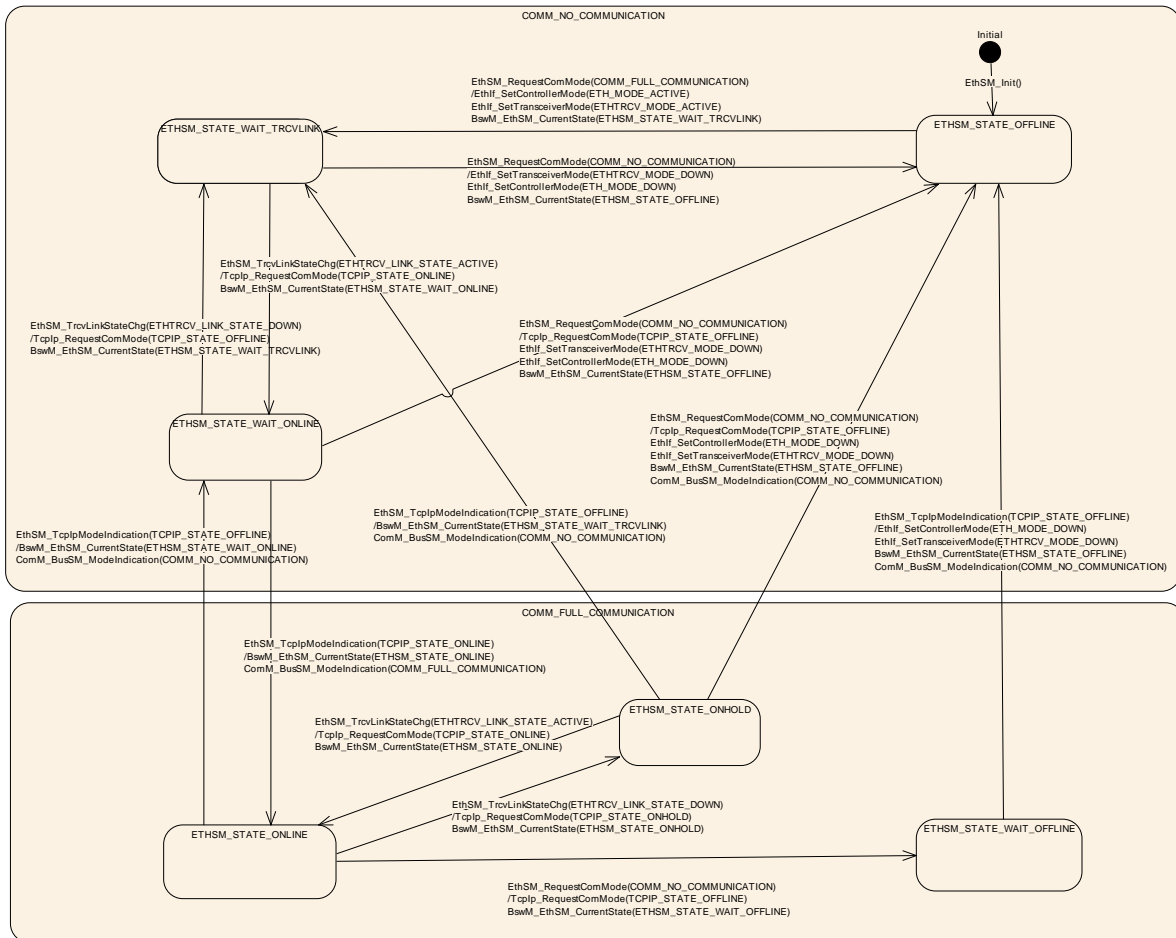 COMM_NO_COMMUNICATION
Initial
EthSM_Init()
EthSM_RequestComMode(COMM_FULL_COMMUNICATION)
/EthIf_SetControllerMode(ETH_MODE_ACTIVE)
EthIf_SetTransceiverMode(ETHTRCV_MODE_ACTIVE)
BswM_EthSM_CurrentState(ETHSM_STATE_WAIT_TRCVLINK)
ETHSM_STATE_WAIT_TRCVLINK
ETHSM_STATE_OFFLINE
EthSM_RequestComMode(COMM_NO_COMMUNICATION)
/EthIf_SetTransceiverMode(ETHTRCV_MODE_DOWN)
EthIf_SetControllerMode(ETH_MODE_DOWN)
BswM_EthSM_CurrentState(ETHSM_STATE_OFFLINE)
EthSM_TrcvLinkStateChg(ETHTRCV_LINK_STATE_ACTIVE)
/TcpIp_RequestComMode(TCPIP_STATE_ONLINE)
BswM_EthSM_CurrentState(ETHSM_STATE_WAIT_ONLINE)
EthSM_TrcvLinkStateChg(ETHTRCV_LINK_STATE_DOWN)
/TcpIp_RequestComMode(TCPIP_STATE_OFFLINE)
BswM_EthSM_CurrentState(ETHSM_STATE_WAIT_TRCVLINK)
EthSM_RequestComMode(COMM_NO_COMMUNICATION)
/TcpIp_RequestComMode(TCPIP_STATE_OFFLINE)
EthIf_SetTransceiverMode(ETHTRCV_MODE_DOWN)
EthIf_SetControllerMode(ETH_MODE_DOWN)
BswM_EthSM_CurrentState(ETHSM_STATE_OFFLINE)
ETHSM_STATE_WAIT_ONLINE
EthSM_RequestComMode(COMM_NO_COMMUNICATION)
/TcpIp_RequestComMode(TCPIP_STATE_OFFLINE)
EthIf_SetControllerMode(ETH_MODE_DOWN)
EthIf_SetTransceiverMode(ETHTRCV_MODE_DOWN)
BswM_EthSM_CurrentState(ETHSM_STATE_OFFLINE)
ComM_BusSM_ModeIndication(COMM_NO_COMMUNICATION)
EthSM_TcpIpModeIndication(TCPIP_STATE_OFFLINE)
/BswM_EthSM_CurrentState(ETHSM_STATE_WAIT_TRCVLINK)
ComM_BusSM_ModeIndication(COMM_NO_COMMUNICATION)
EthSM_TcpIpModeIndication(TCPIP_STATE_OFFLINE)
/EthIf_SetControllerMode(ETH_MODE_DOWN)
EthIf_SetTransceiverMode(ETHTRCV_MODE_DOWN)
BswM_EthSM_CurrentState(ETHSM_STATE_OFFLINE)
ComM_BusSM_ModeIndication(COMM_NO_COMMUNICATION)
EthSM_TcpIpModeIndication(TCPIP_STATE_OFFLINE)
/BswM_EthSM_CurrentState(ETHSM_STATE_WAIT_ONLINE)
ComM_BusSM_ModeIndication(COMM_NO_COMMUNICATION)
COMM_FULL_COMMUNICATION
EthSM_TcpIpModeIndication(TCPIP_STATE_ONLINE)
/BswM_EthSM_CurrentState(ETHSM_STATE_ONLINE)
ComM_BusSM_ModeIndication(COMM_FULL_COMMUNICATION)
ETHSM_STATE_ONHOLD
EthSM_TrcvLinkStateChg(ETHTRCV_LINK_STATE_ACTIVE)
/TcpIp_RequestComMode(TCPIP_STATE_ONLINE)
BswM_EthSM_CurrentState(ETHSM_STATE_ONLINE)
EthSM_TrcvLinkStateChg(ETHTRCV_LINK_STATE_DOWN)
/TcpIp_RequestComMode(TCPIP_STATE_ONHOLD)
BswM_EthSM_CurrentState(ETHSM_STATE_ONHOLD)
ETHSM_STATE_ONLINE
ETHSM_STATE_WAIT_OFFLINE
EthSM_RequestComMode(COMM_NO_COMMUNICATION)
/TcpIp_RequestComMode(TCPIP_STATE_OFFLINE)
BswM_EthSM_CurrentState(ETHSM_STATE_WAIT_OFFLINE)